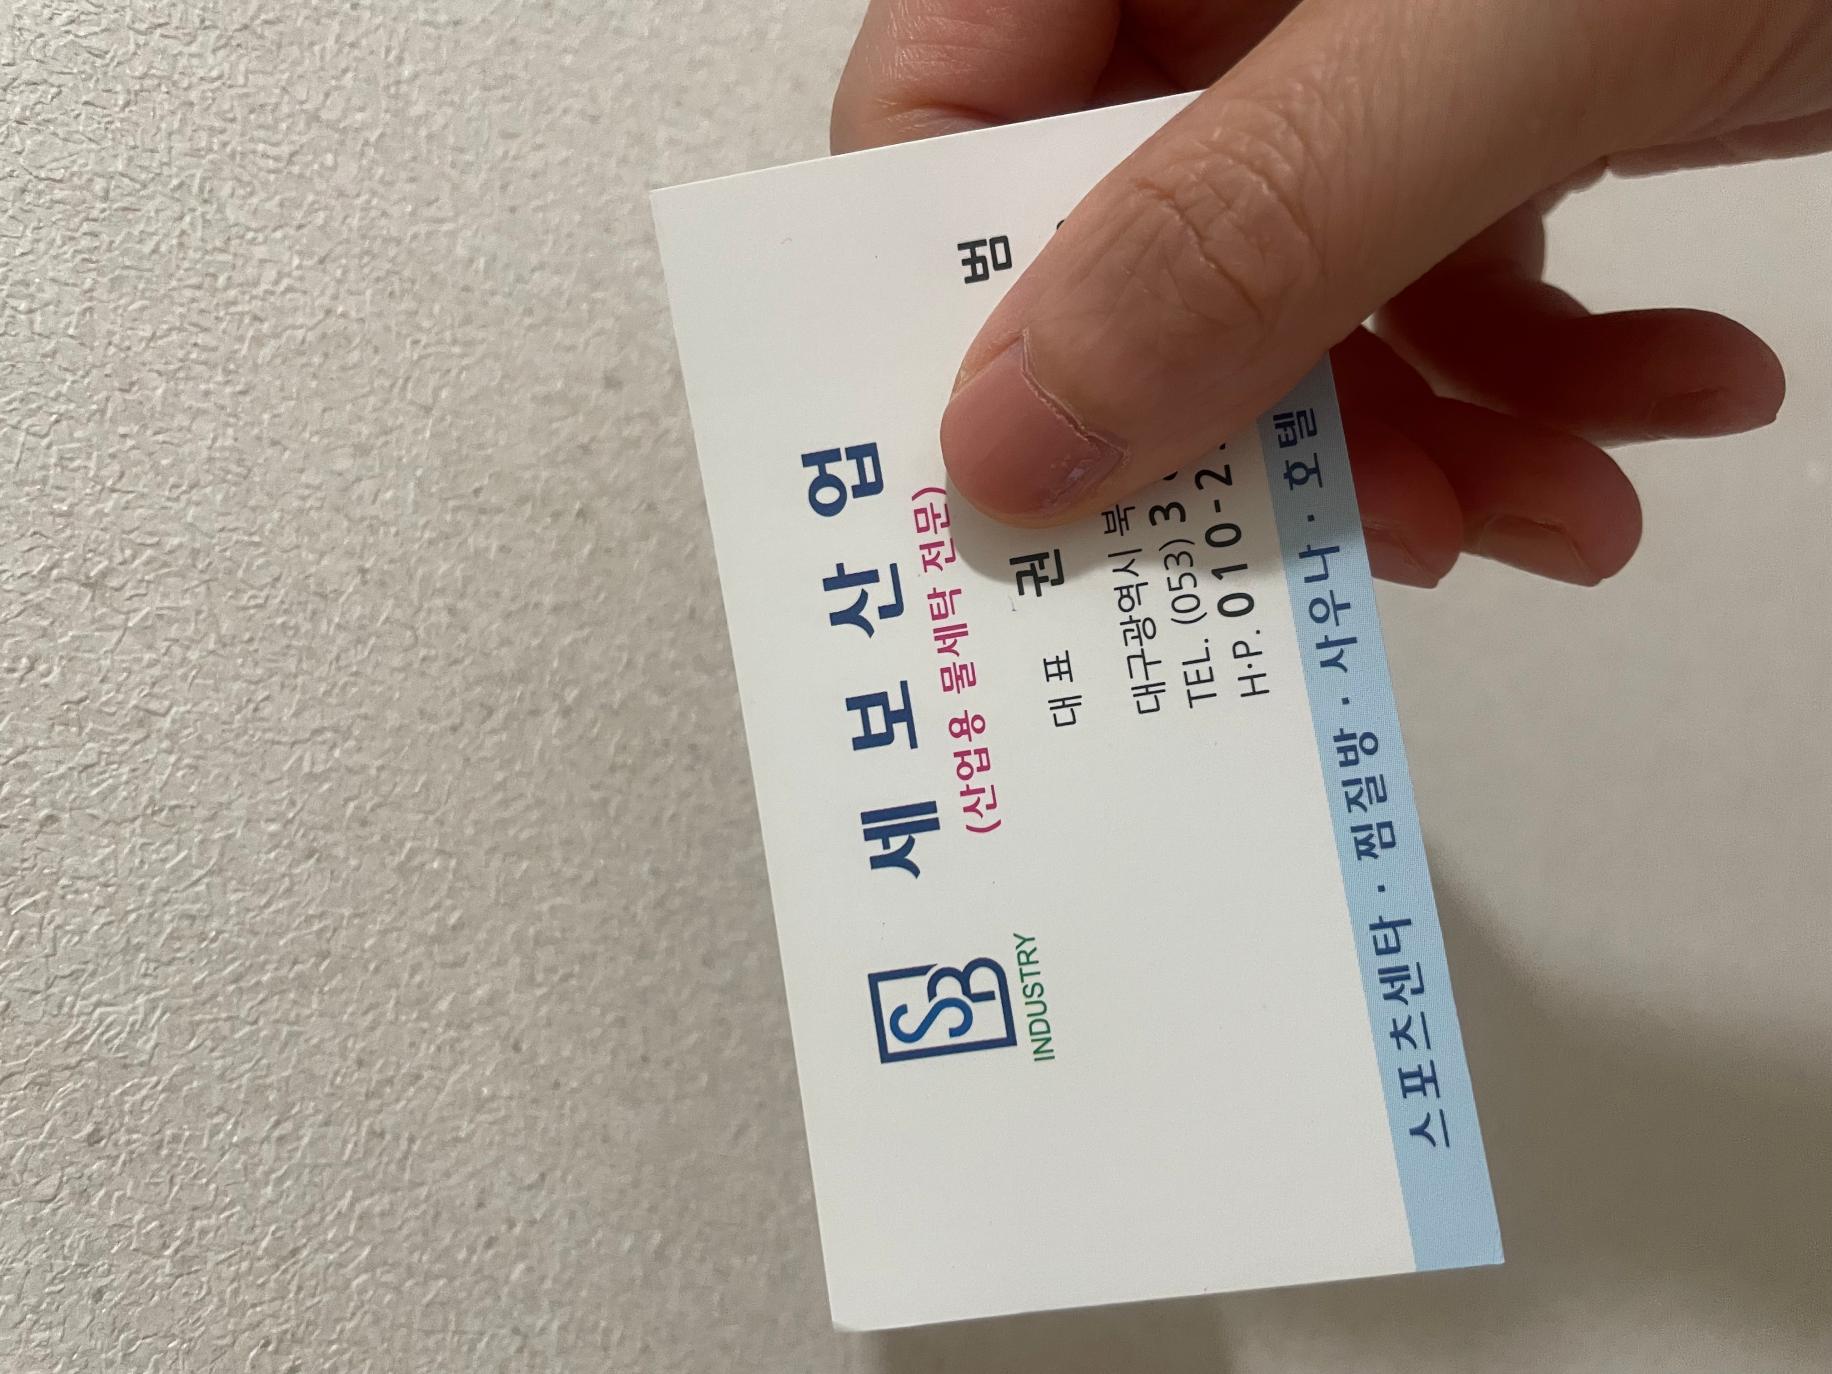 세보산업
(산업용 물세탁 전문)
SB
INDUSTRY
대표 권 범
대구광역시 북
TEL. (053) 3
H·P. 010-2
스포츠센타 · 찜질방 · 사우나 · 호텔